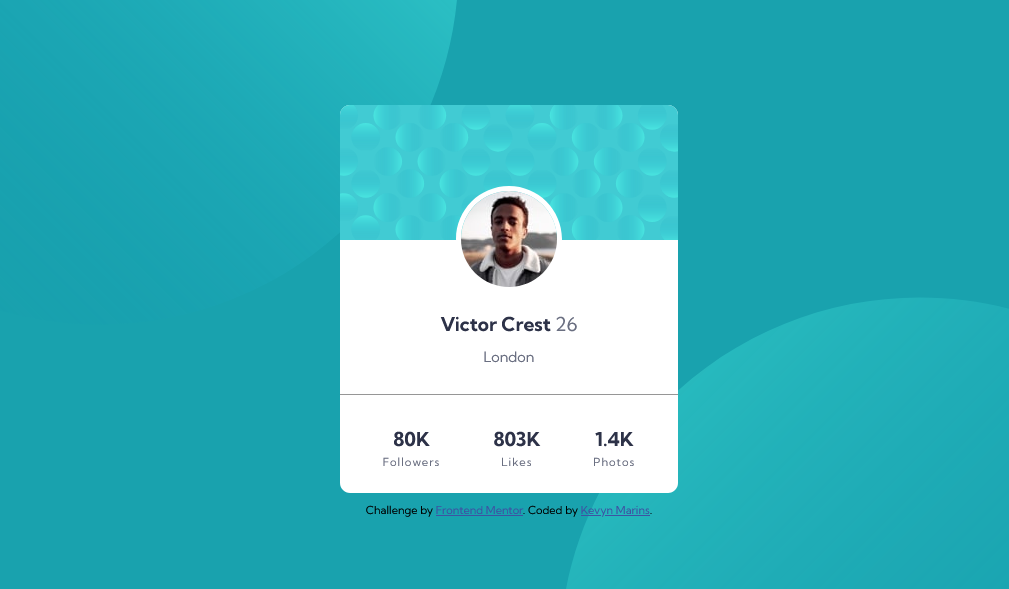 Victor Crest 26
London
80K 803K 1.4K
Followers Likes Photos
Challenge by Frontend Mentor. Coded by Kevyn Marins.